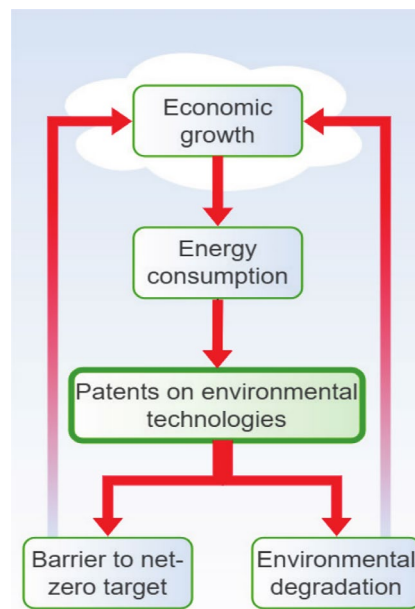 Economic
growth
Energy
consumption
Patents on environmental
technologies
Barrier to net-
zero target
Environmental
degradation